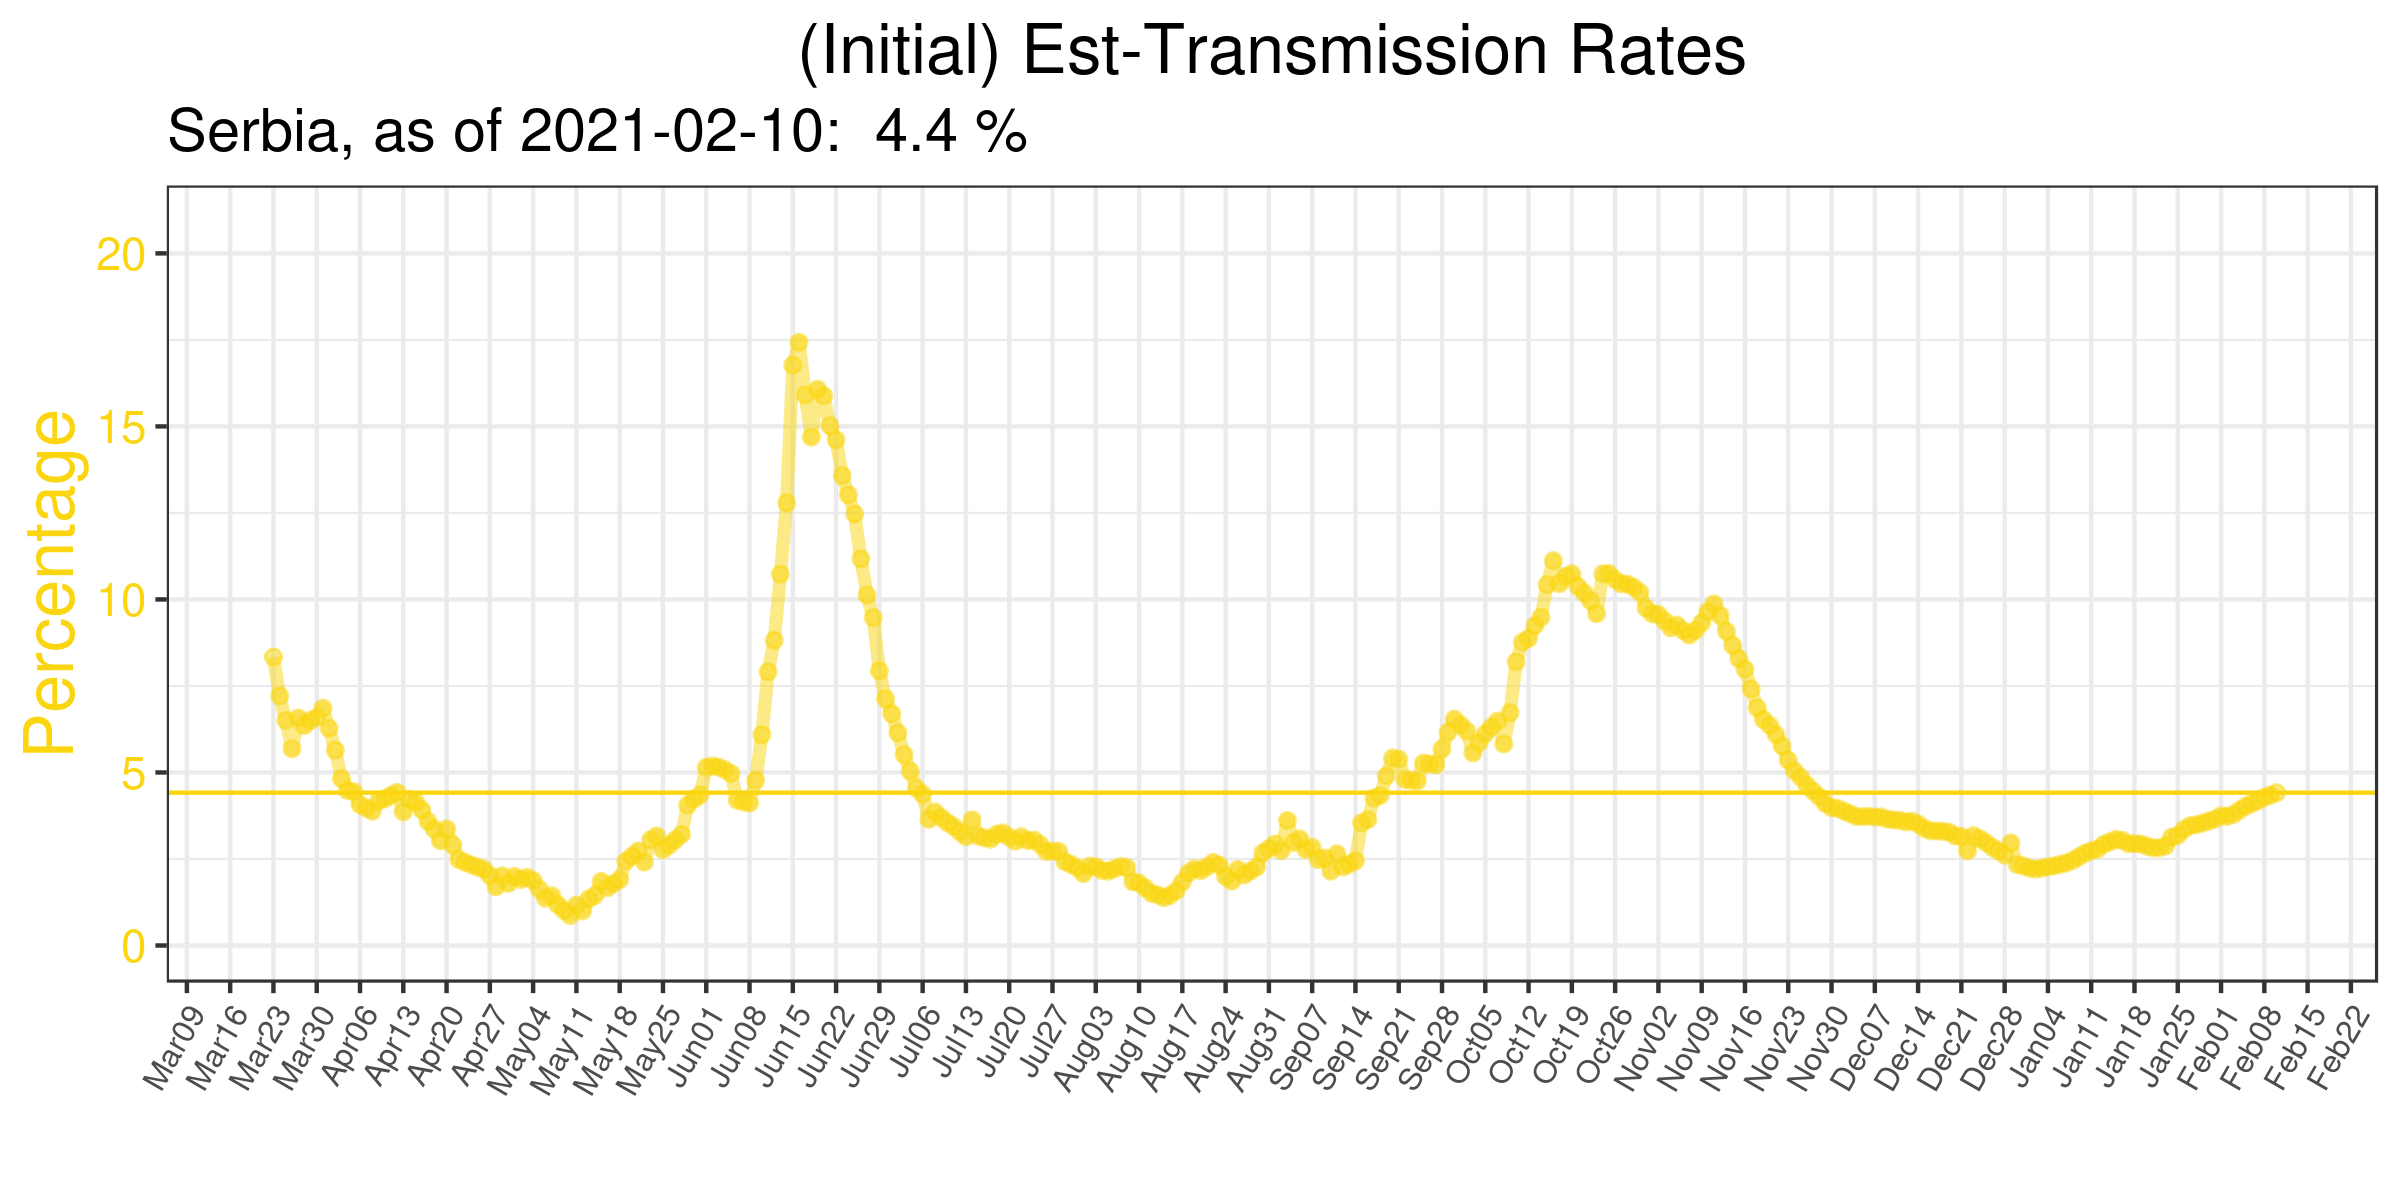 (Initial) Est-Transmission Rates
Serbia, as of 2021-02-10:  4.4 %
Percentage
20
15
10
5
0
Mar09 Mar16 Mar23 Mar30 Apr06 Apr13 Apr20 Apr27 May04 May11 May18 May25 Jun01 Jun08 Jun15 Jun22 Jun29 Jul06 Jul13 Jul20 Jul27 Aug03 Aug10 Aug17 Aug24 Aug31 Sep07 Sep14 Sep21 Sep28 Oct05 Oct12 Oct19 Oct26 Nov02 Nov09 Nov16 Nov23 Nov30 Dec07 Dec14 Dec21 Dec28 Jan04 Jan11 Jan18 Jan25 Feb01 Feb08 Feb15 Feb22